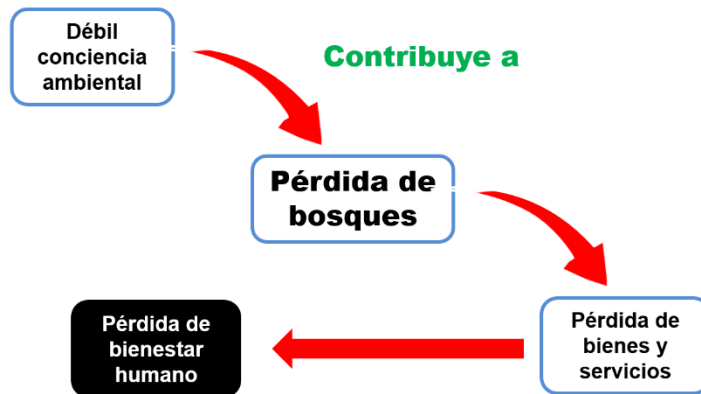 Débil
conciencia
ambiental
Contribuye a
Pérdida de
bosques
Pérdida de
bienestar
humano
Pérdida de
bienes y
servicios